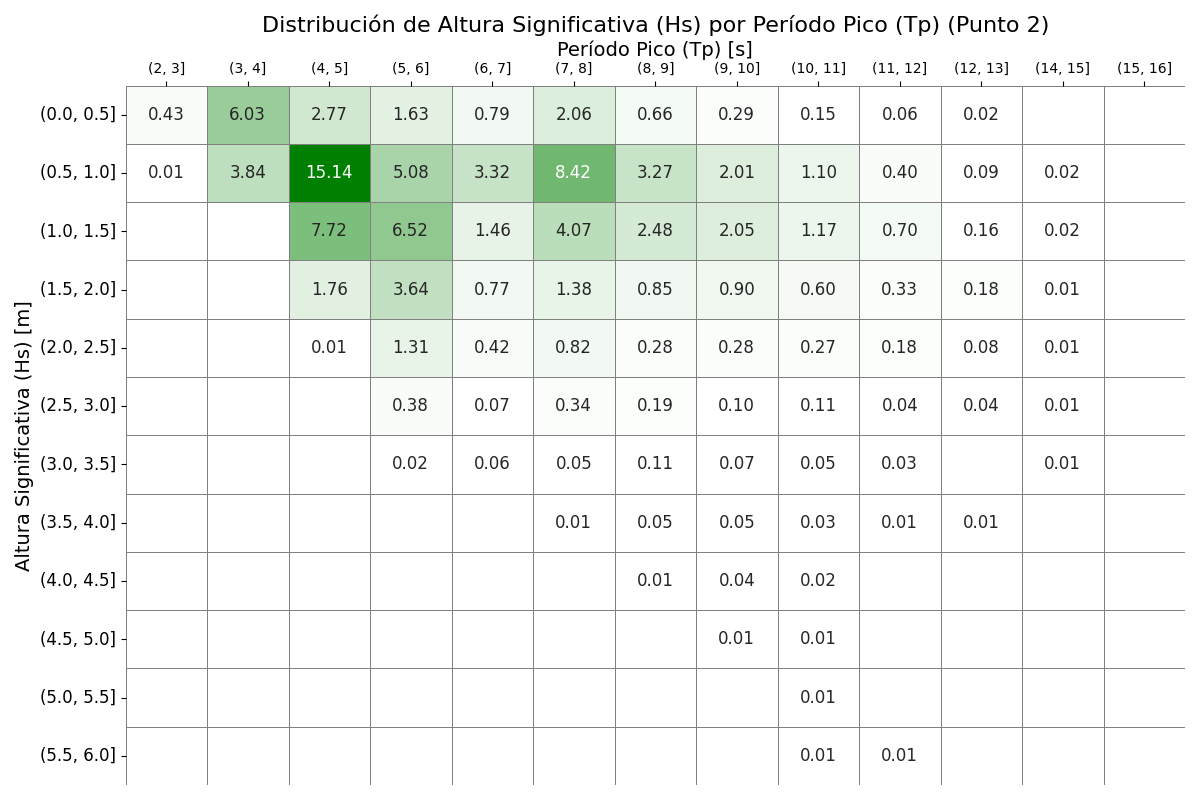 Distribución de Altura Significativa (Hs) por Período Pico (Tp) (Punto 2)
Período Pico (Tp) [s]
(2, 3] (3, 4] (4, 5] (5, 6] (6, 7] (7, 8] (8, 9] (9, 10] (10, 11] (11, 12] (12, 13] (14, 15] (15, 16]
Altura Significativa (Hs) [m]
(0.0, 0.5] 0.43 6.03 2.77 1.63 0.79 2.06 0.66 0.29 0.15 0.06 0.02
(0.5, 1.0] 0.01 3.84 15.14 5.08 3.32 8.42 3.27 2.01 1.10 0.40 0.09 0.02
(1.0, 1.5] 7.72 6.52 1.46 4.07 2.48 2.05 1.17 0.70 0.16 0.02
(1.5, 2.0] 1.76 3.64 0.77 1.38 0.85 0.90 0.60 0.33 0.18 0.01
(2.0, 2.5] 0.01 1.31 0.42 0.82 0.28 0.28 0.27 0.18 0.08 0.01
(2.5, 3.0] 0.38 0.07 0.34 0.19 0.10 0.11 0.04 0.04 0.01
(3.0, 3.5] 0.02 0.06 0.05 0.11 0.07 0.05 0.03 0.01
(3.5, 4.0] 0.01 0.05 0.05 0.03 0.01 0.01
(4.0, 4.5] 0.01 0.04 0.02
(4.5, 5.0] 0.01 0.01
(5.0, 5.5] 0.01
(5.5, 6.0] 0.01 0.01